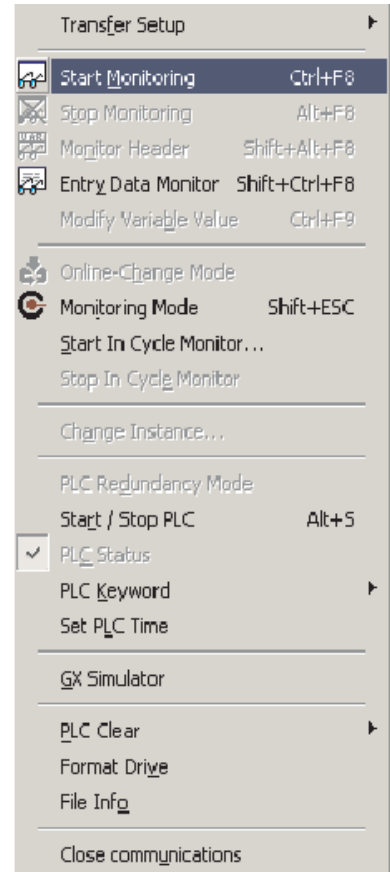 Transfer Setup
Start Monitoring Ctrl+F8
Stop Monitoring Alt+F8
Monitor Header Shift+Alt+F8
Entry Data Monitor Shift+Ctrl+F8
Modify Variable Value Ctrl+F9
Online-Change Mode
Monitoring Mode Shift+ESC
Start In Cycle Monitor...
Stop In Cycle Monitor
Change Instance...
PLC Redundancy Mode
Start / Stop PLC Alt+S
PLC Status
PLC Keyword
Set PLC Time
GX Simulator
PLC Clear
Format Drive
File Info
Close communications